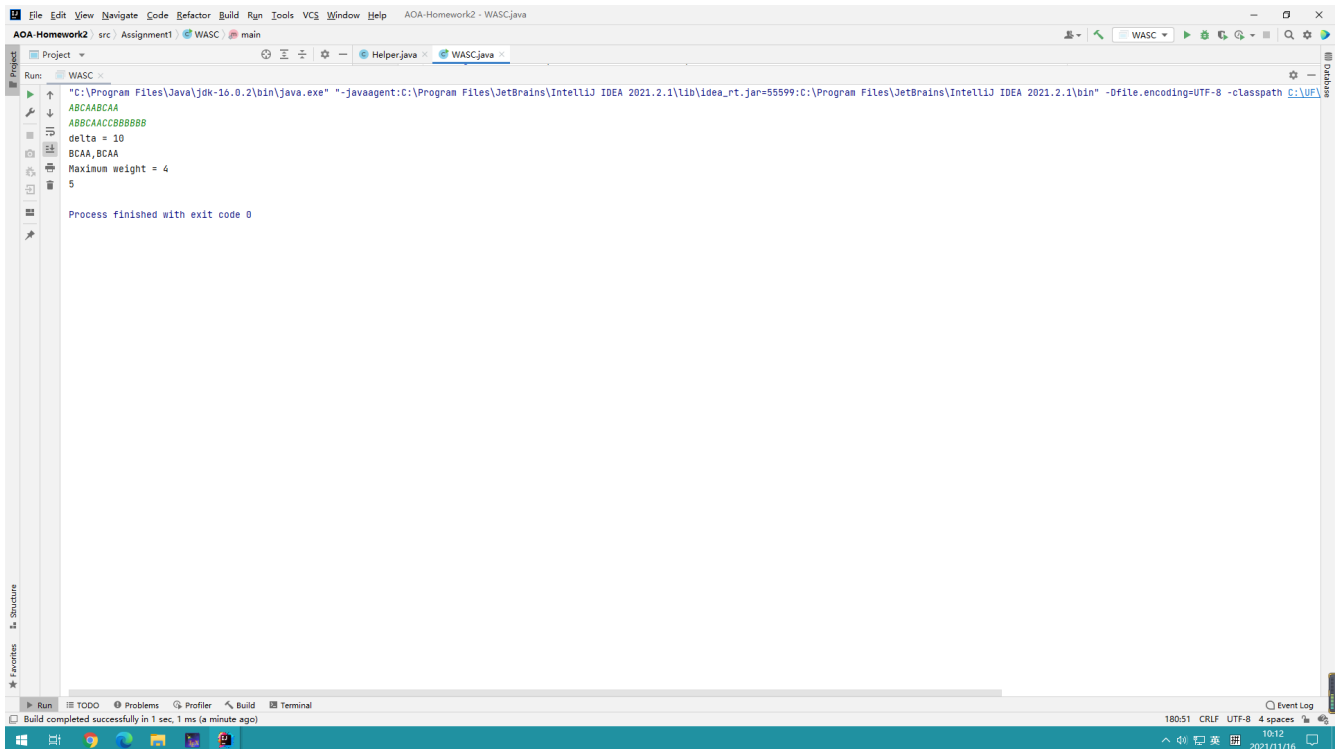 File Edit View Navigate Code Refactor Build Run Tools VCS Window Help AOA-Homework2 - WASC.java
AOA-Homework2 src Assignment1 WASC main WASC
Project Helper.java WASC.java
Run: WASC
"C:\Program Files\Java\jdk-16.0.2\bin\java.exe" "-javaagent:C:\Program Files\JetBrains\IntelliJ IDEA 2021.2.1\lib\idea_rt.jar=55599:C:\Program Files\JetBrains\IntelliJ IDEA 2021.2.1\bin" -Dfile.encoding=UTF-8 -classpath C:\UF\
ABCAABCAA
ABBCAACCBBBBBB
delta = 10
BCAA,BCAA
Maximum weight = 4
5
Process finished with exit code 0
Project
Database
Structure
Favorites
Run TODO Problems Profiler Build Terminal Event Log
Build completed successfully in 1 sec, 1 ms (a minute ago) 180:51 CRLF UTF-8 4 spaces
英 拼 10:12
2021/11/16